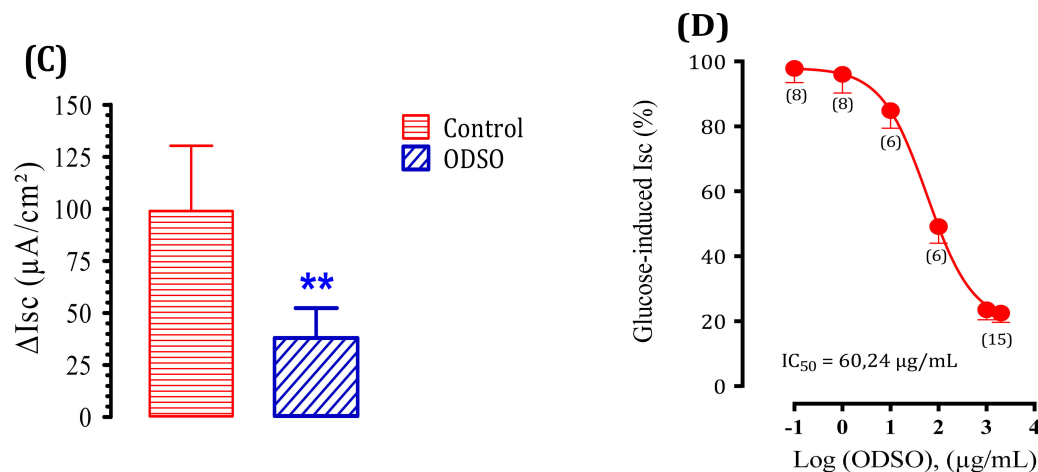 (C)
ΔIsc (µA/cm²)
150
125
100
75
50
25
0
**
Control
ODSO
(D)
Glucose-induced Isc (%)
100
80
60
40
20
0
(8)
(8)
(6)
(6)
(15)
IC₅₀ = 60,24 µg/mL
-1 0 1 2 3 4
Log (ODSO), (µg/mL)